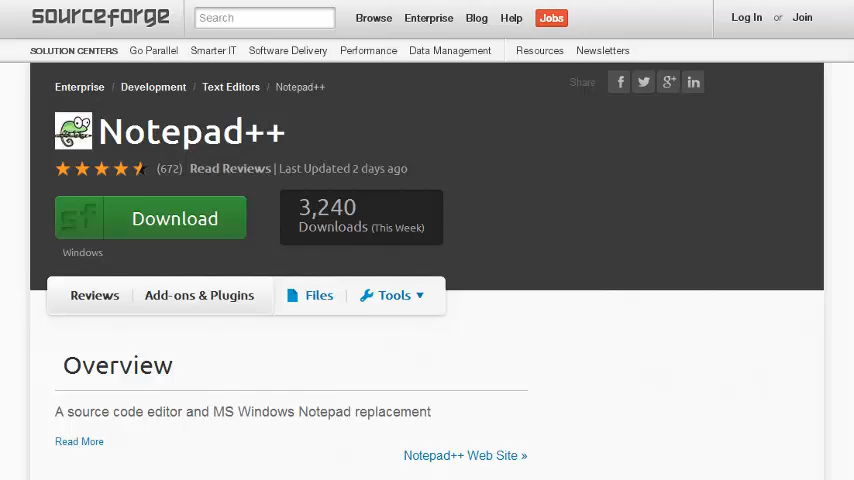 sourceforge Search Browse Enterprise Blog Help Jobs Log In or Join
SOLUTION CENTERS Go Parallel Smarter IT Software Delivery Performance Data Management Resources Newsletters
Enterprise / Development / Text Editors / Notepad++ Share
Notepad++
(672) Read Reviews | Last Updated 2 days ago
sf Download
3,240
Downloads (This Week)
Windows
Reviews Add-ons & Plugins Files Tools
Overview
A source code editor and MS Windows Notepad replacement
Read More
Notepad++ Web Site »